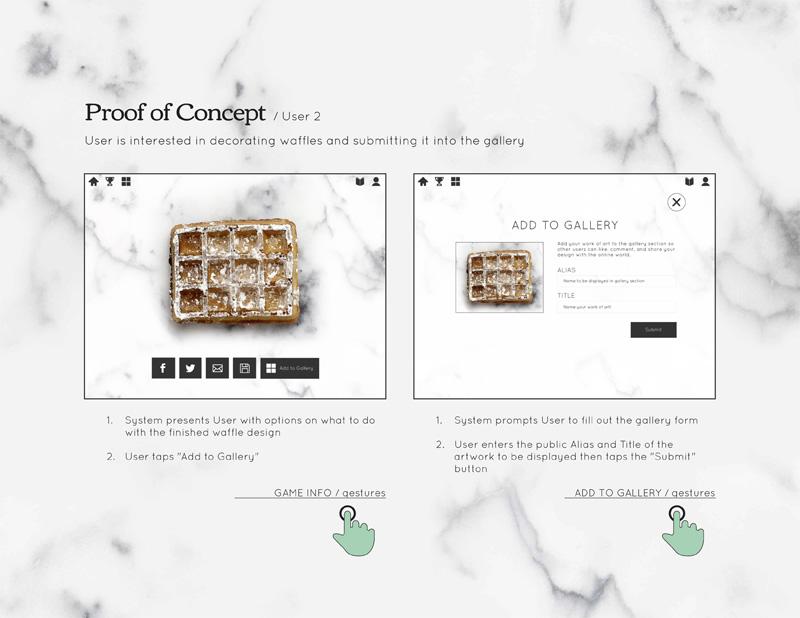 Proof of Concept / User 2
User is interested in decorating waffles and submitting it into the gallery
Add to Gallery
1. System presents User with options on what to do
with the finished waffle design
2. User taps "Add to Gallery"
GAME INFO / gestures
ADD TO GALLERY
Add your work of art to the gallery section so
other users can like, comment, and share your
design with the online world.
ALIAS
Name to be displayed in gallery section
TITLE
Name your work of art!
Submit
1. System prompts User to fill out the gallery form
2. User enters the public Alias and Title of the
artwork to be displayed then taps the "Submit"
button
ADD TO GALLERY / gestures